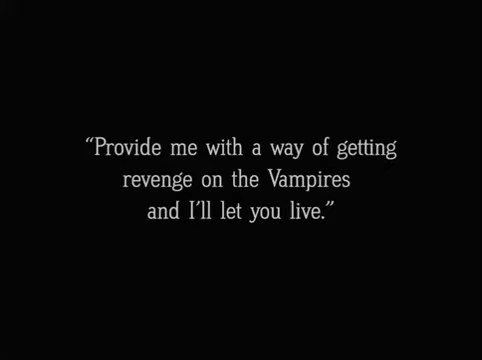 “Provide me with a way of getting
revenge on the Vampires
and I'll let you live.”